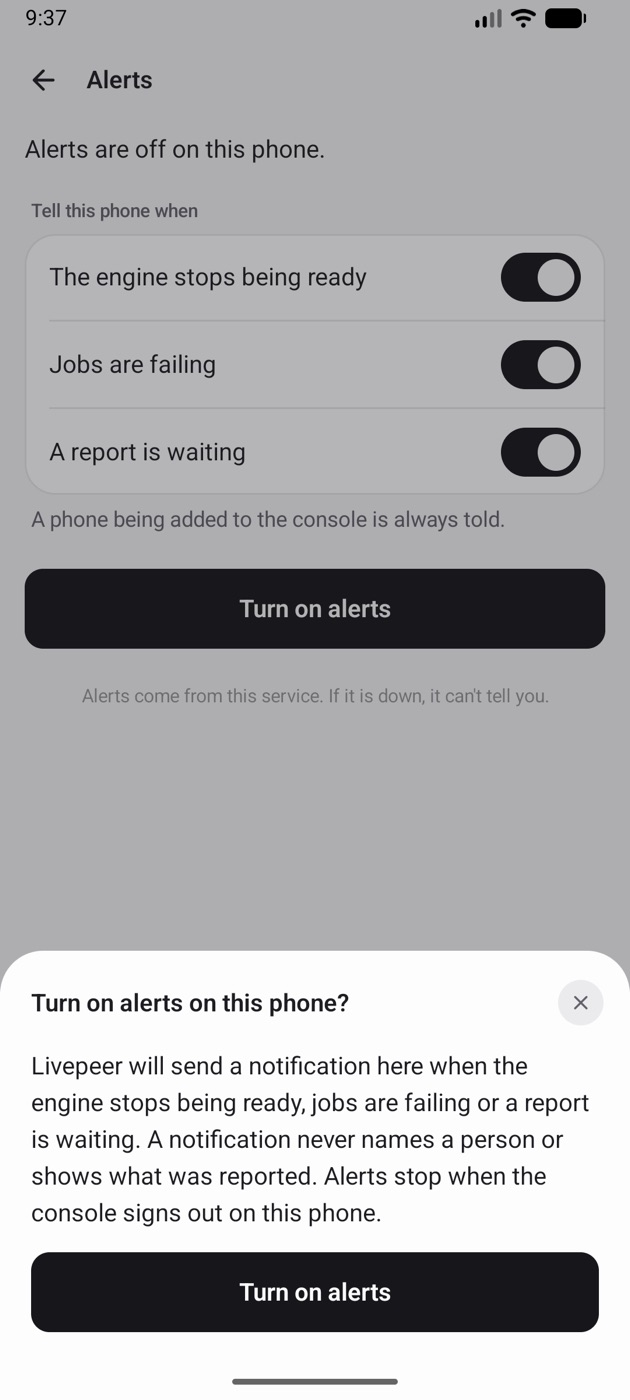 9:37
Alerts
Alerts are off on this phone.
Tell this phone when
The engine stops being ready
Jobs are failing
A report is waiting
A phone being added to the console is always told.
Turn on alerts
Alerts come from this service. If it is down, it can't tell you.
Turn on alerts on this phone?
Livepeer will send a notification here when the
engine stops being ready, jobs are failing or a report
is waiting. A notification never names a person or
shows what was reported. Alerts stop when the
console signs out on this phone.
Turn on alerts